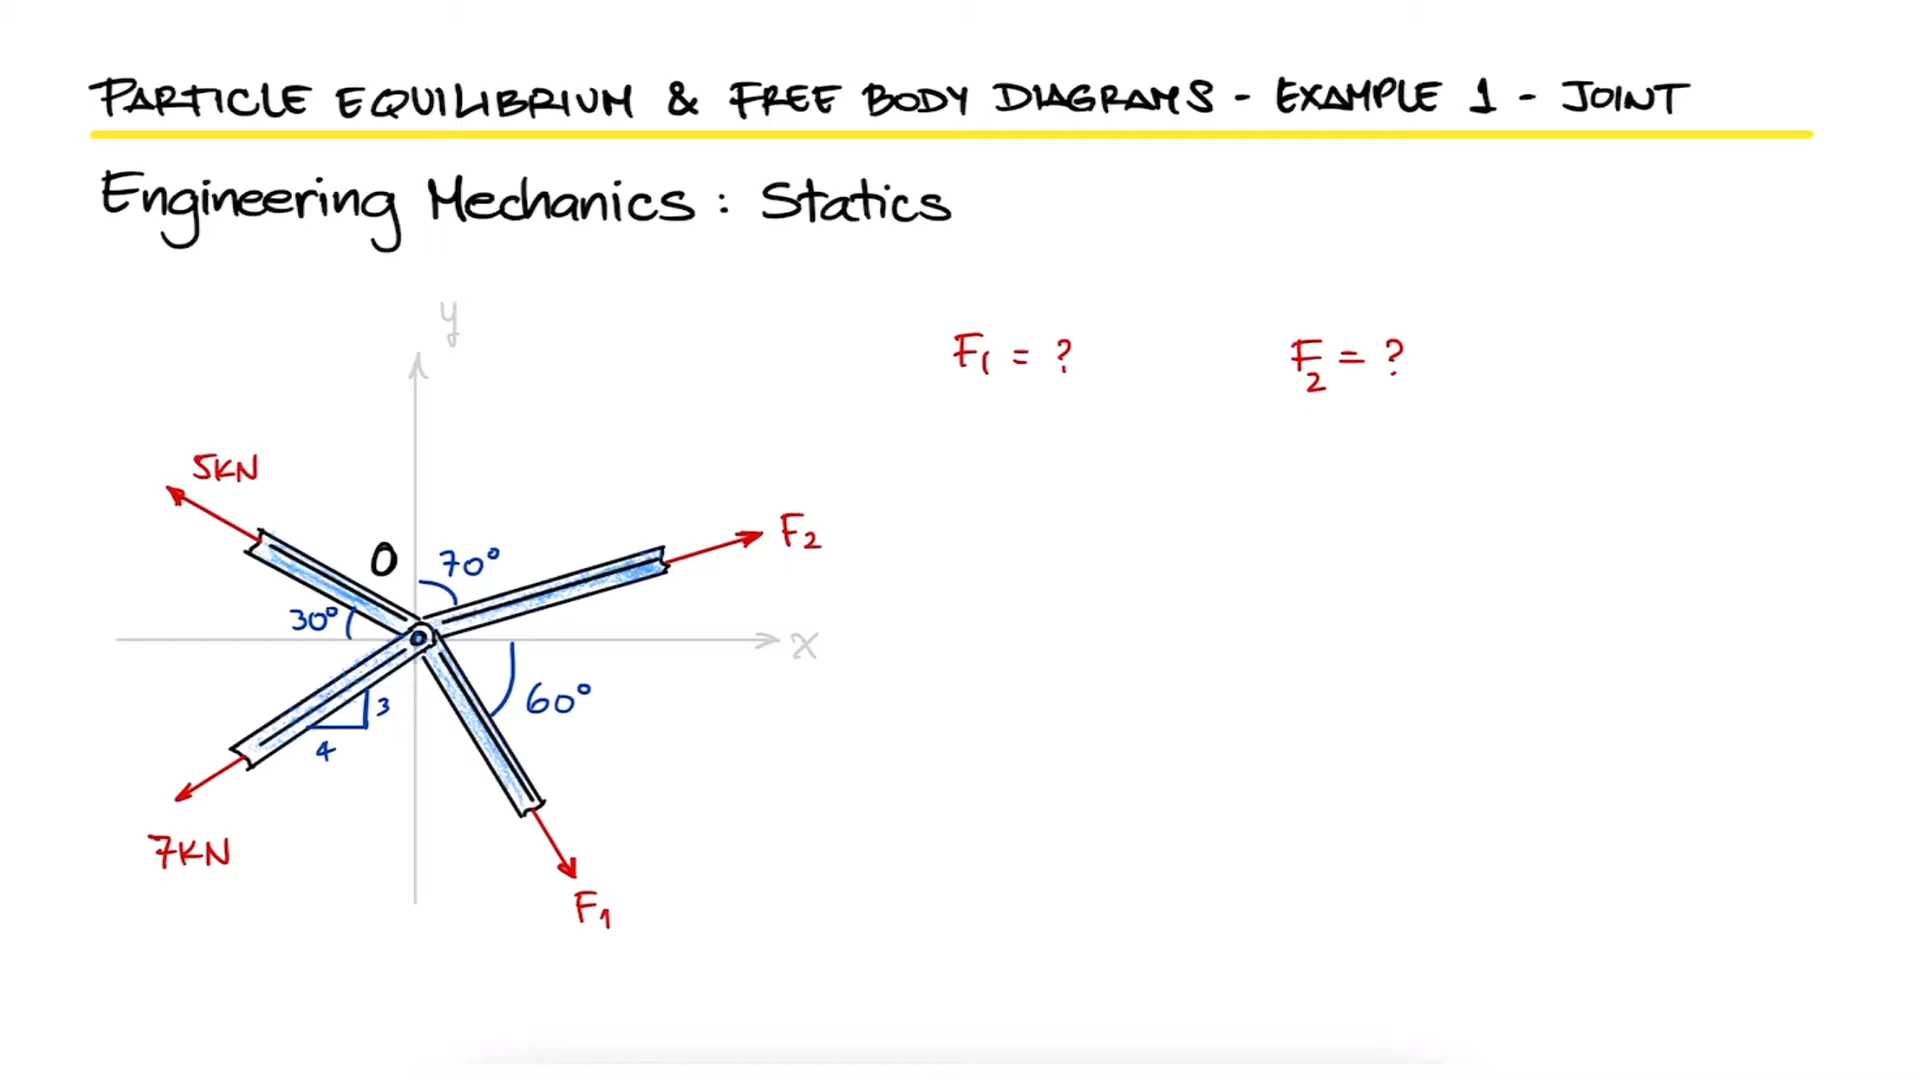 PARTICLE EQUILIBRIUM & FREE BODY DIAGRAMS - EXAMPLE 1 - JOINT
Engineering Mechanics : Statics
y
F1 = ?
F2 = ?
5KN
F2
O
70°
30°
x
60°
3
4
7KN
F1